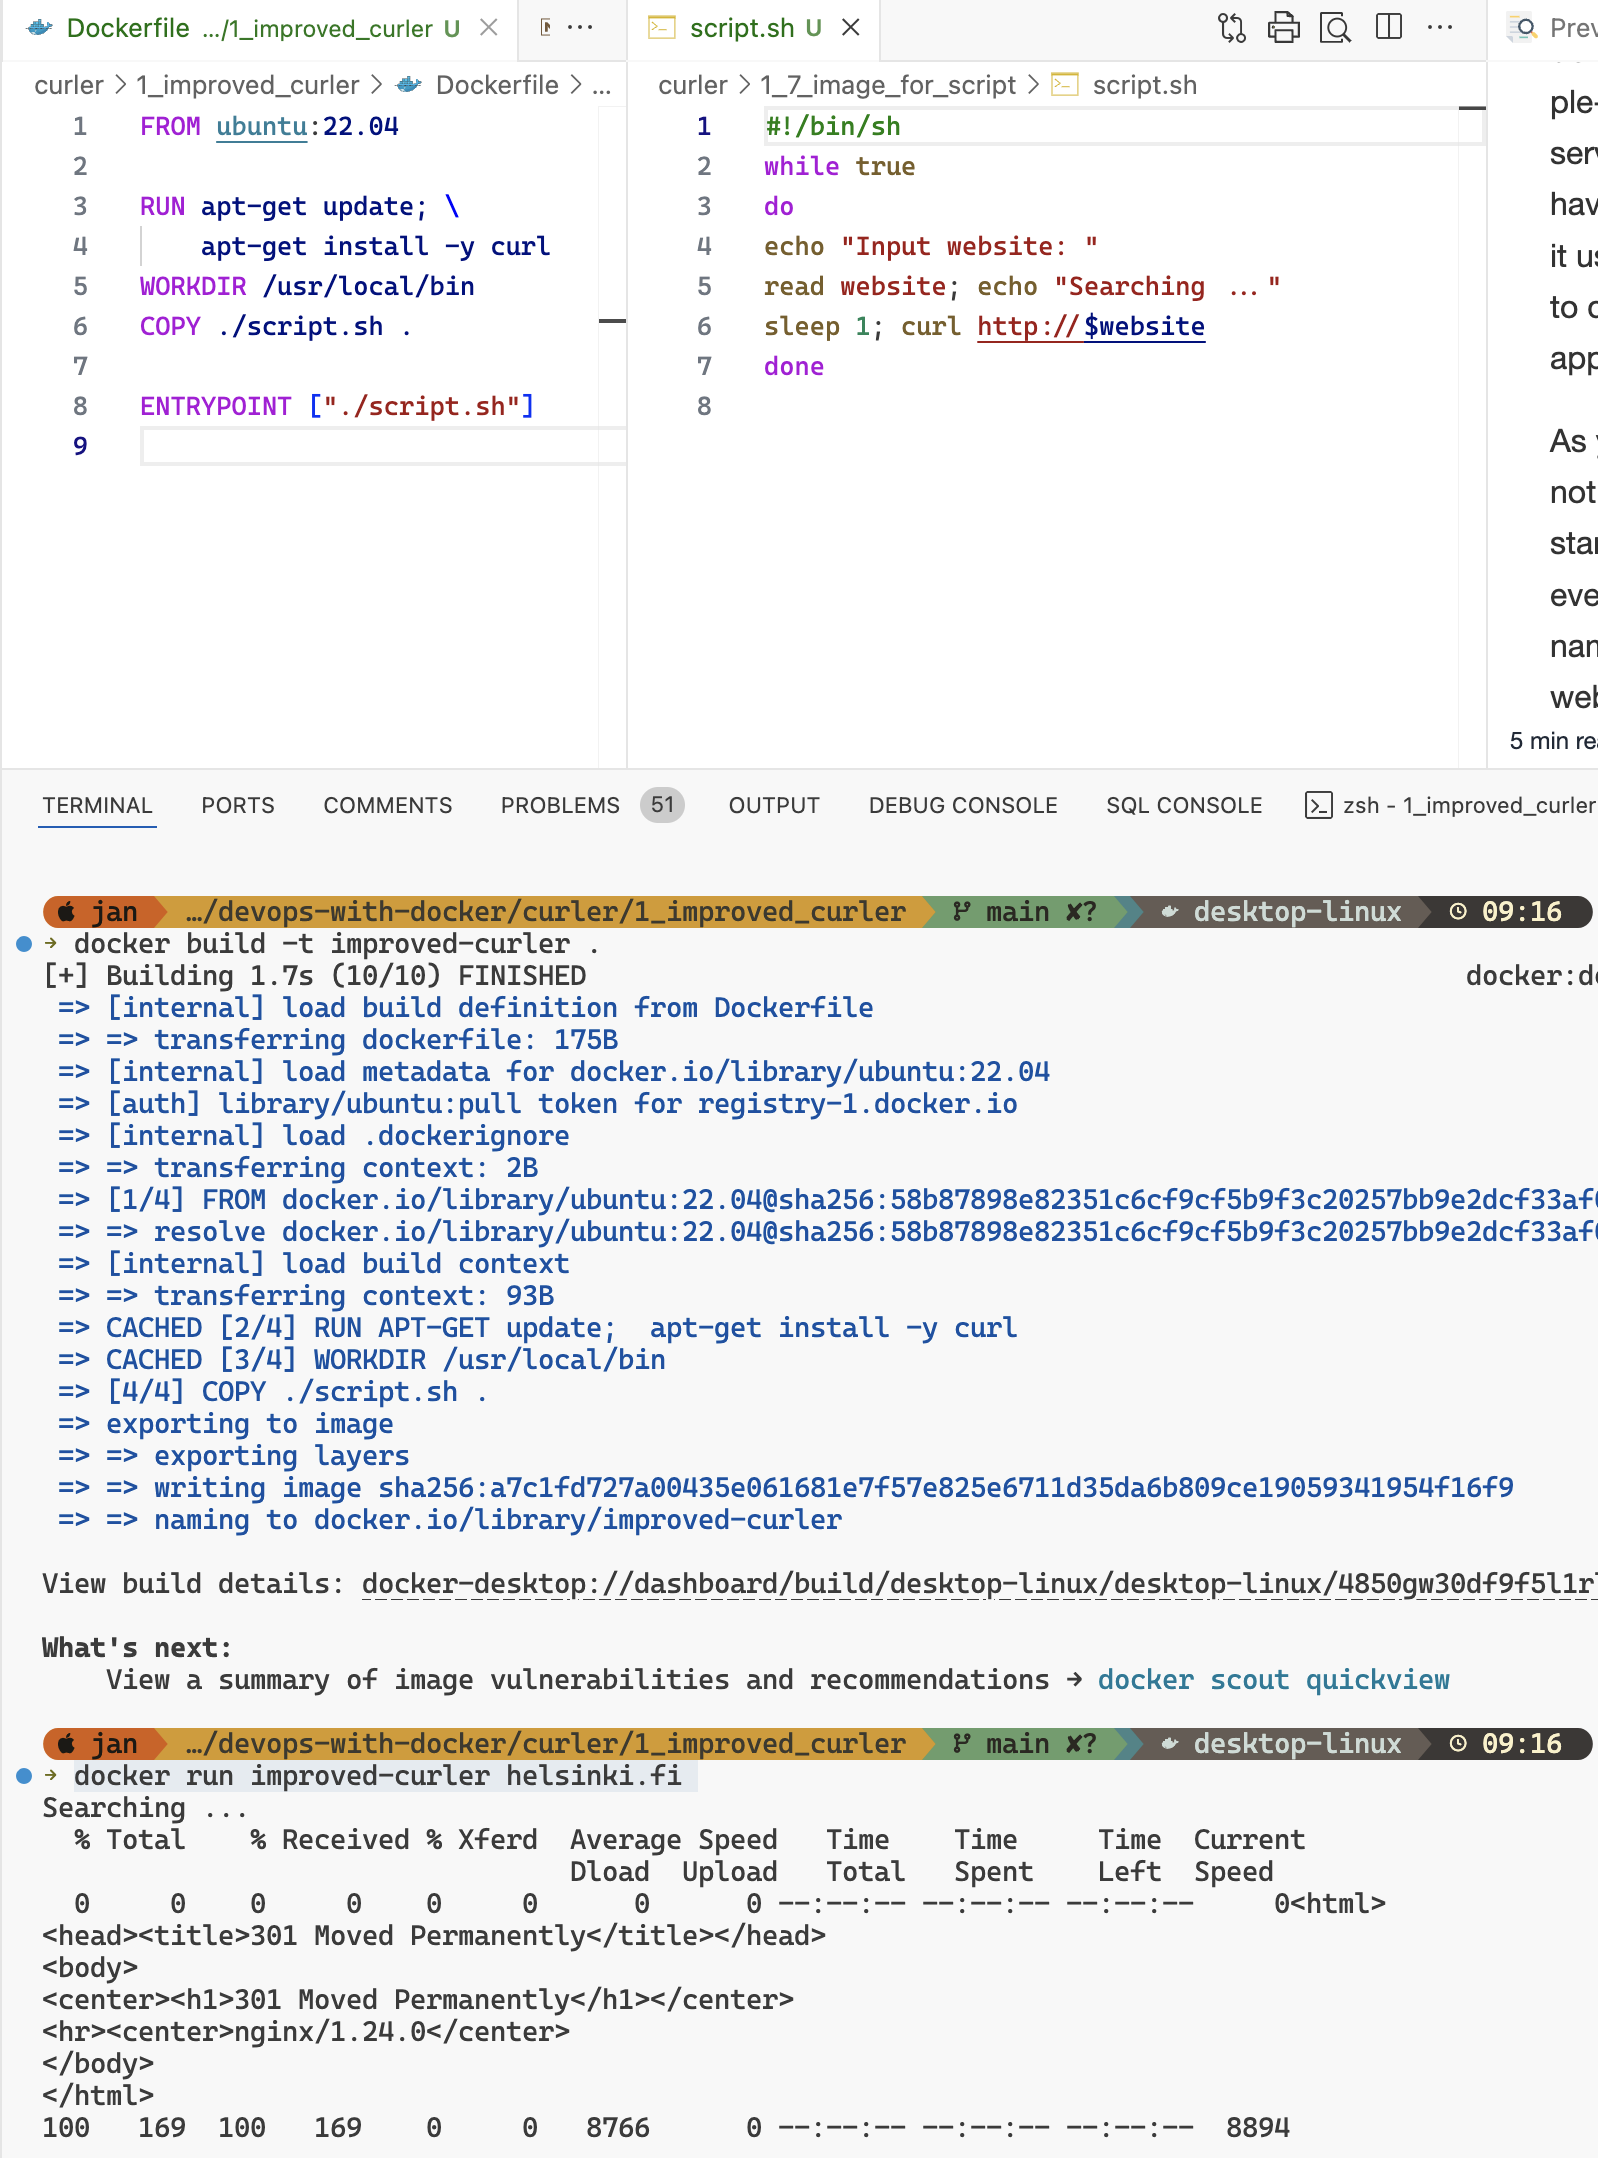 Dockerfile .../1_improved_curler U
script.sh U
curler > 1_improved_curler > Dockerfile > ...
1 FROM ubuntu:22.04
2
3 RUN apt-get update; \
4 apt-get install -y curl
5 WORKDIR /usr/local/bin
6 COPY ./script.sh .
7
8 ENTRYPOINT ["./script.sh"]
9
curler > 1_7_image_for_script > script.sh
1 #!/bin/sh
2 while true
3 do
4 echo "Input website: "
5 read website; echo "Searching ..."
6 sleep 1; curl http://$website
7 done
8
Prev
ple-
serv
hav
it us
to c
app
As y
not
star
eve
nam
web
5 min rea
TERMINAL PORTS COMMENTS PROBLEMS 51 OUTPUT DEBUG CONSOLE SQL CONSOLE zsh - 1_improved_curler
jan …/devops-with-docker/curler/1_improved_curler main ✘? desktop-linux 09:16
→ docker build -t improved-curler .
[+] Building 1.7s (10/10) FINISHED docker:de
=> [internal] load build definition from Dockerfile
=> => transferring dockerfile: 175B
=> [internal] load metadata for docker.io/library/ubuntu:22.04
=> [auth] library/ubuntu:pull token for registry-1.docker.io
=> [internal] load .dockerignore
=> => transferring context: 2B
=> [1/4] FROM docker.io/library/ubuntu:22.04@sha256:58b87898e82351c6cf9cf5b9f3c20257bb9e2dcf33af
=> => resolve docker.io/library/ubuntu:22.04@sha256:58b87898e82351c6cf9cf5b9f3c20257bb9e2dcf33af
=> [internal] load build context
=> => transferring context: 93B
=> CACHED [2/4] RUN APT-GET update;  apt-get install -y curl
=> CACHED [3/4] WORKDIR /usr/local/bin
=> [4/4] COPY ./script.sh .
=> exporting to image
=> => exporting layers
=> => writing image sha256:a7c1fd727a00435e061681e7f57e825e6711d35da6b809ce19059341954f16f9
=> => naming to docker.io/library/improved-curler
View build details: docker-desktop://dashboard/build/desktop-linux/desktop-linux/4850gw30df9f5l1r
What's next:
View a summary of image vulnerabilities and recommendations → docker scout quickview
jan …/devops-with-docker/curler/1_improved_curler main ✘? desktop-linux 09:16
→ docker run improved-curler helsinki.fi
Searching ...
% Total % Received % Xferd Average Speed Time Time Time Current
Dload Upload Total Spent Left Speed
0 0 0 0 0 0 0 0 --:--:-- --:--:-- --:--:-- 0<html>
<head><title>301 Moved Permanently</title></head>
<body>
<center><h1>301 Moved Permanently</h1></center>
<hr><center>nginx/1.24.0</center>
</body>
</html>
100 169 100 169 0 0 8766 0 --:--:-- --:--:-- --:--:-- 8894